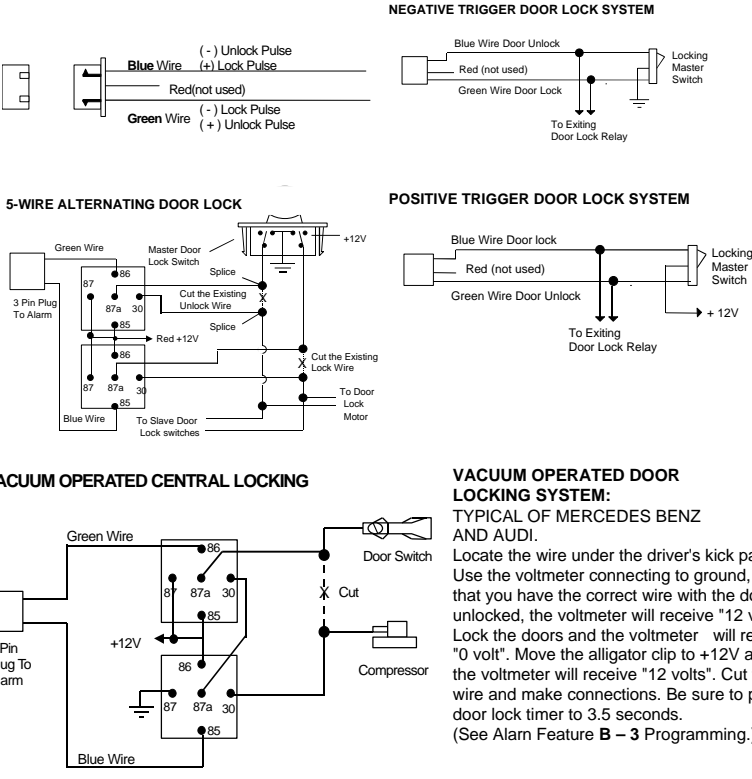 NEGATIVE TRIGGER DOOR LOCK SYSTEM
( - ) Unlock Pulse
Blue Wire (+) Lock Pulse
Red(not used)
( - ) Lock Pulse
Green Wire
( + ) Unlock Pulse
Blue Wire Door Unlock
Red (not used)
Green Wire Door Lock
Locking
Master
Switch
To Exiting
Door Lock Relay
5-WIRE ALTERNATING DOOR LOCK
Green Wire
Master Door
Lock Switch
+12V
Splice
86
87
87a 30
Cut the Existing
Unlock Wire
X
3 Pin Plug
To Alarm
85
Splice
Red +12V
86
X
Cut the Existing
Lock Wire
87 87a 30
85
Blue Wire
To Slave Door
Lock switches
To Door
Lock
Motor
POSITIVE TRIGGER DOOR LOCK SYSTEM
Blue Wire Door lock
Red (not used)
Green Wire Door Unlock
Locking
Master
Switch
+ 12V
To Exiting
Door Lock Relay
ACUUM OPERATED CENTRAL LOCKING
Green Wire
86
Door Switch
87 87a 30
X Cut
85
Pin
ug To
arm
+12V
86
Compressor
87 87a 30
85
Blue Wire
VACUUM OPERATED DOOR
LOCKING SYSTEM:
TYPICAL OF MERCEDES BENZ
AND AUDI.
Locate the wire under the driver's kick pa
Use the voltmeter connecting to ground,
that you have the correct wire with the do
unlocked, the voltmeter will receive "12 v
Lock the doors and the voltmeter will re
"0 volt". Move the alligator clip to +12V a
the voltmeter will receive "12 volts". Cut
wire and make connections. Be sure to p
door lock timer to 3.5 seconds.
(See Alarn Feature B – 3 Programming.)